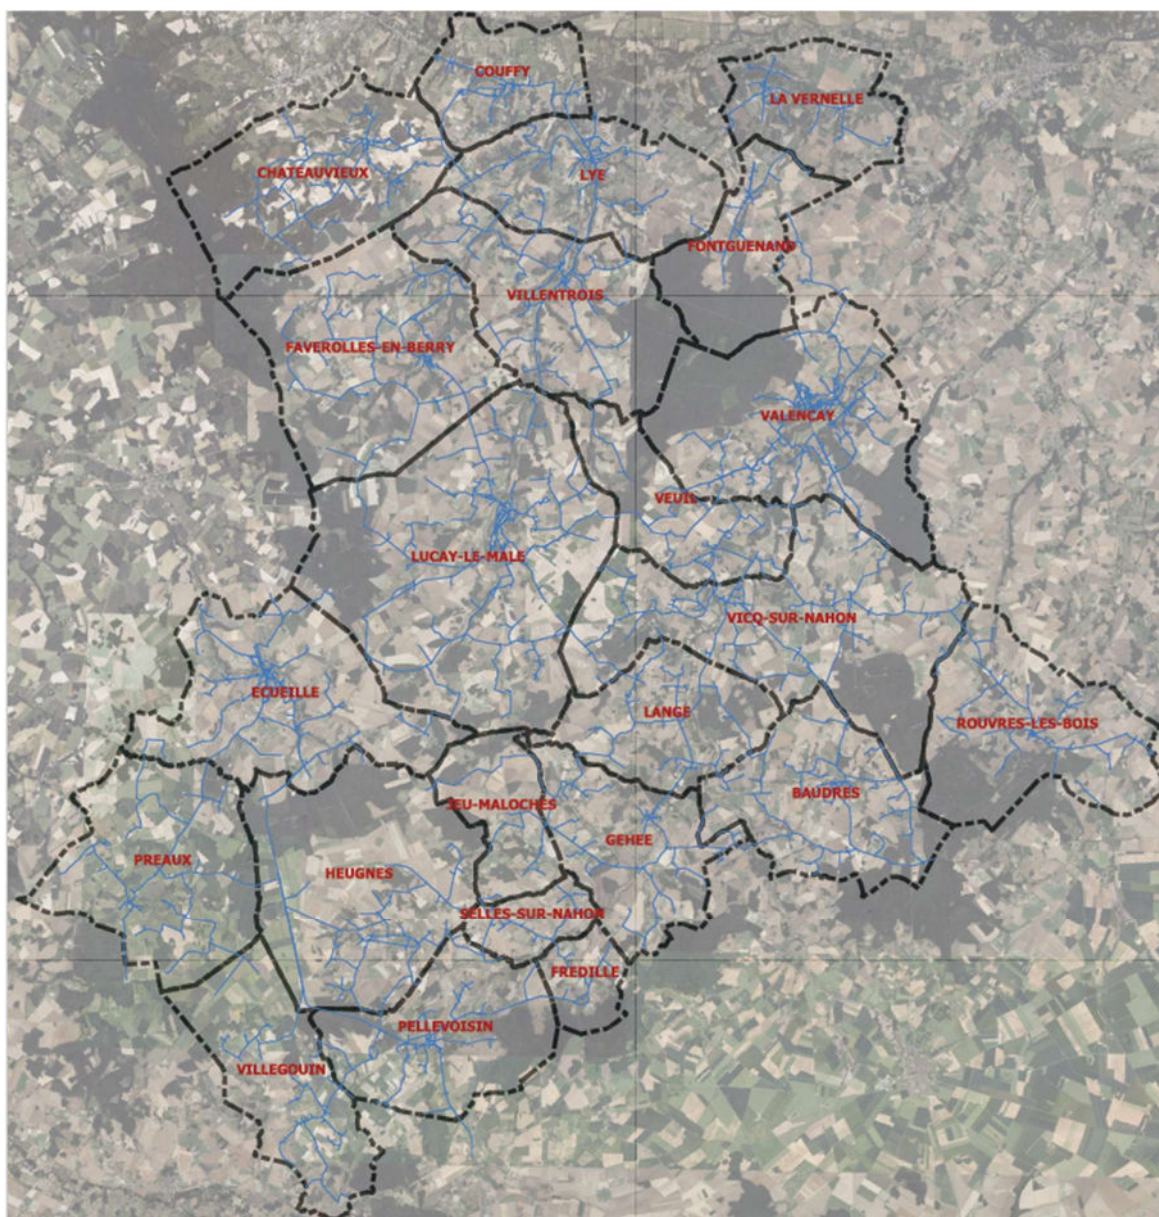 COUFFY
LA VERNELLE
CHATEAUVIEUX
LYE
FONTGUENAND
VILLENTROIS
FAVEROLLES-EN-BERRY
VALENCAY
VEUIL
LUCAY-LE-MALE
VICQ-SUR-NAHON
ECUEILLE
LANGE
ROUVRES-LES-BOIS
BAUDRES
JEU-MALOCHES
GEHEE
PREAUX
HEUGNES
SELLES-SUR-NAHON
FREDILLE
PELLEVOISIN
VILLEGOUIN